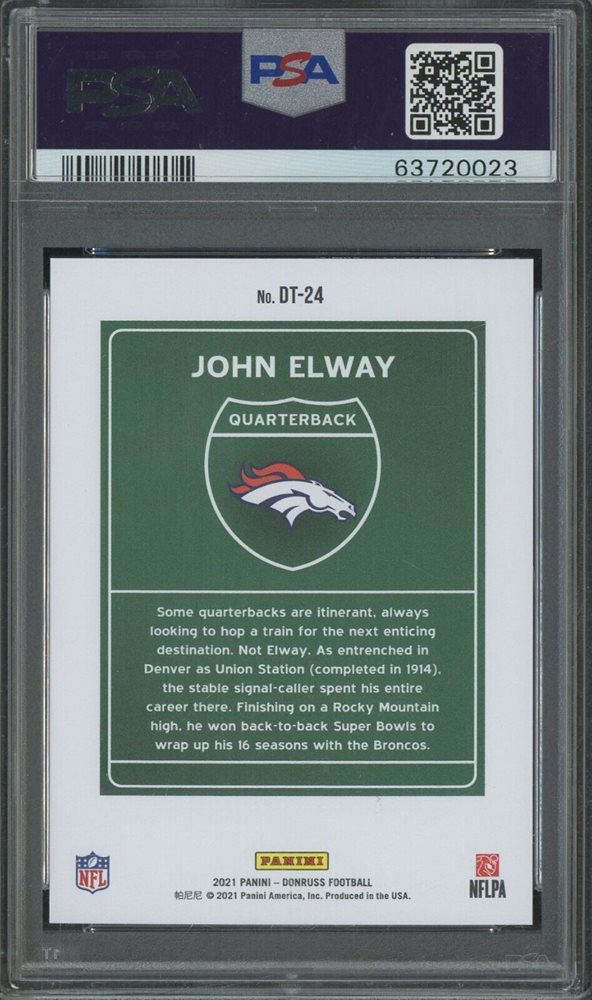 PSA
PSA
63720023
No. DT-24
JOHN ELWAY
QUARTERBACK
Some quarterbacks are itinerant, always
looking to hop a train for the next enticing
destination. Not Elway. As entrenched in
Denver as Union Station (completed in 1914),
the stable signal-caller spent his entire
career there. Finishing on a Rocky Mountain
high, he won back-to-back Super Bowls to
wrap up his 16 seasons with the Broncos.
PANINI
2021 PANINI – DONRUSS FOOTBALL
帕尼尼 © 2021 Panini America, Inc. Produced in the USA.
NFL
NFLPA
PSA